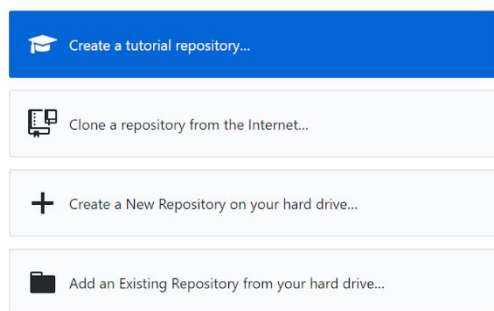 Create a tutorial repository...
Clone a repository from the Internet...
Create a New Repository on your hard drive...
Add an Existing Repository from your hard drive...